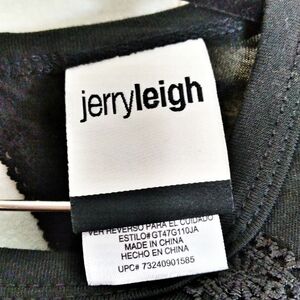 jerryleigh
VER REVERSO PARA EL CUIDADO
ESTILO# GT47G110JA
MADE IN CHINA
HECHO EN CHINA
UPC# 73240901585